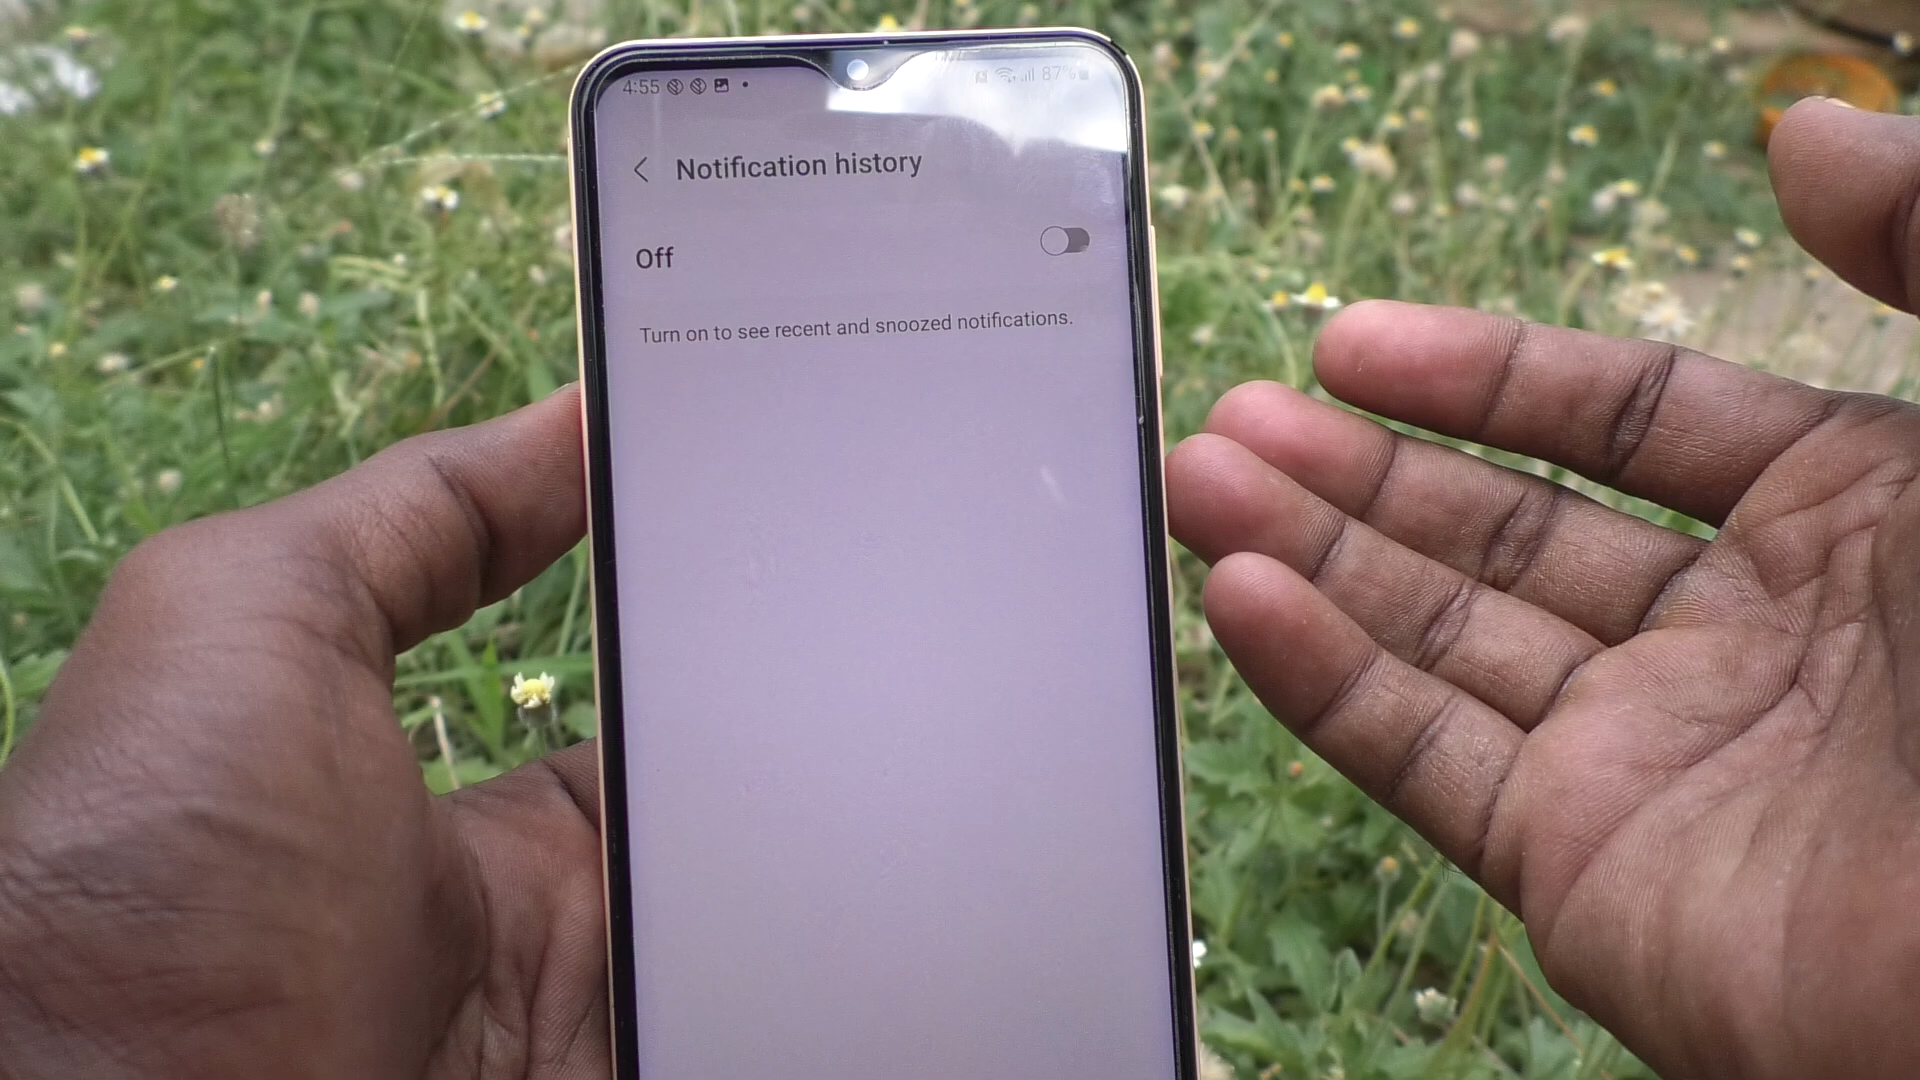 4:55 87%
Notification history
Off
Turn on to see recent and snoozed notifications.